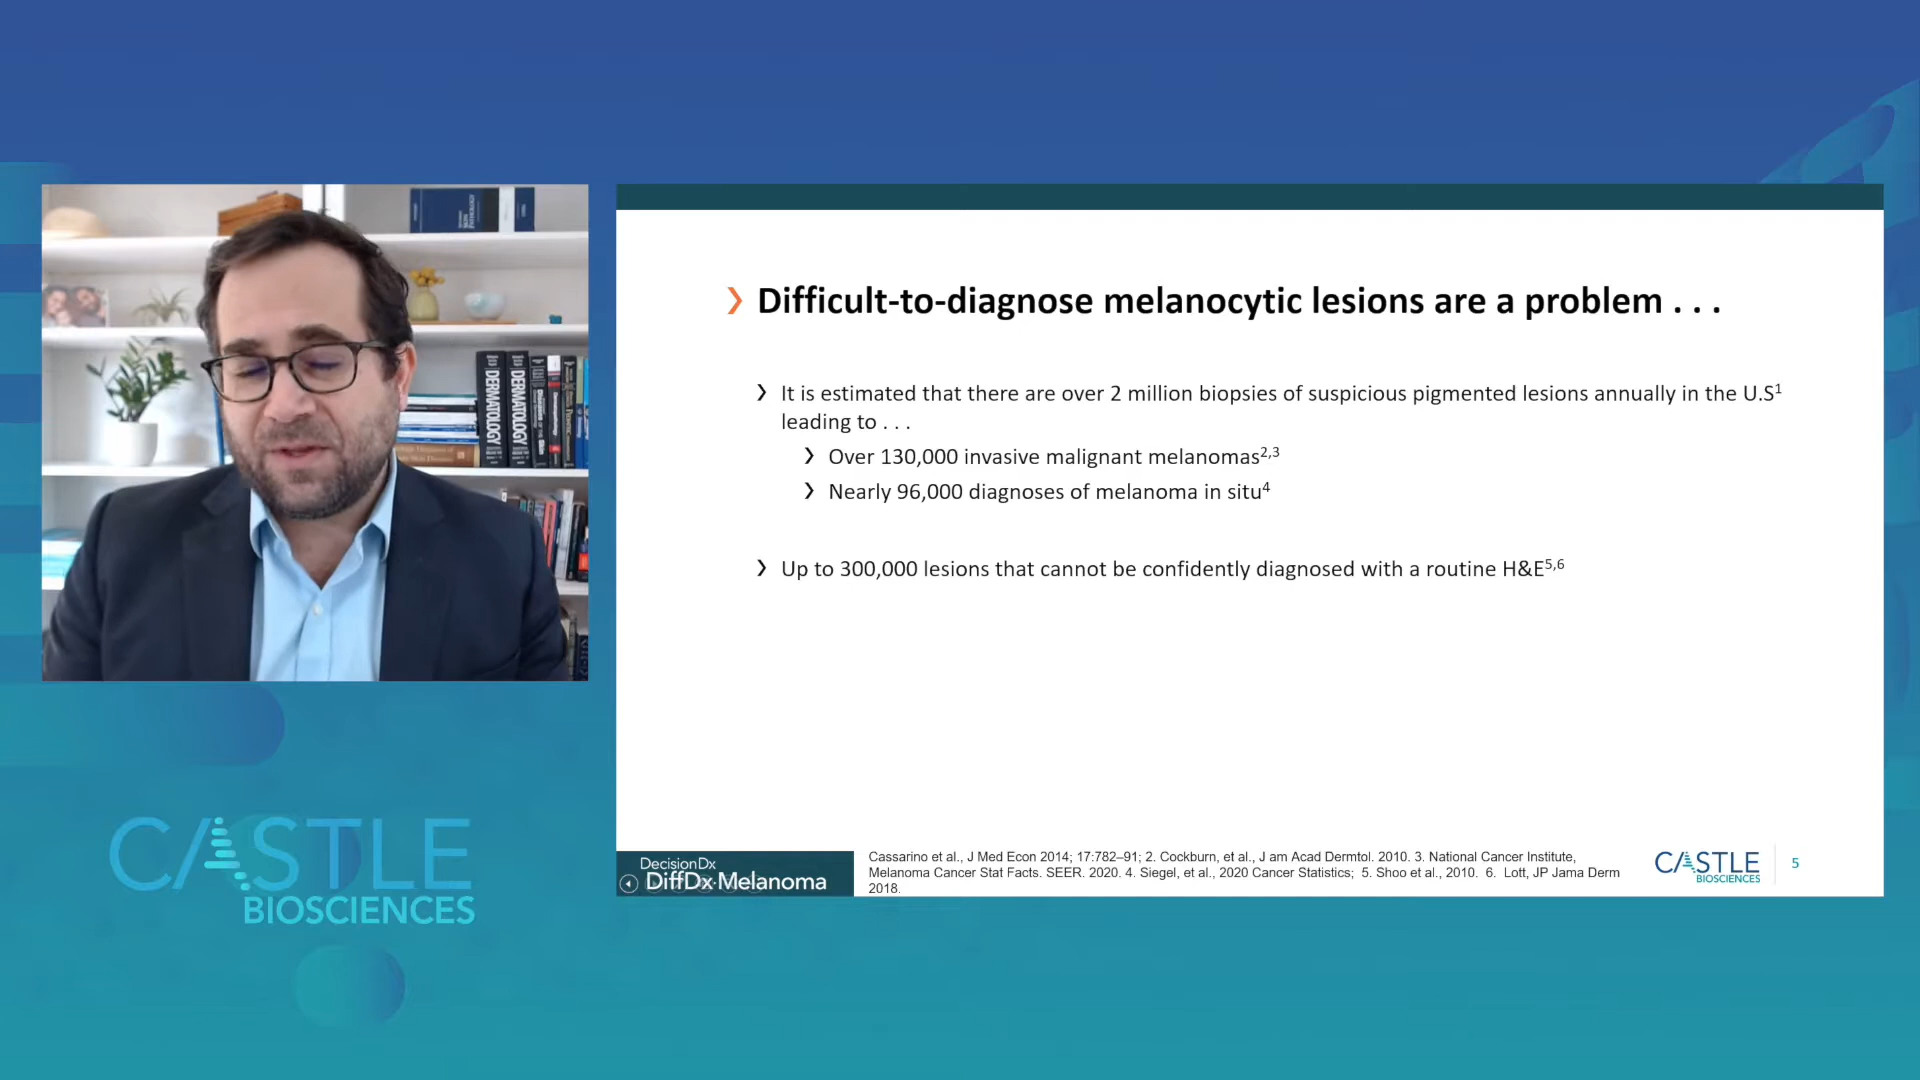 DERMATOLOGY
DERMATOLOGY
CASTLE
BIOSCIENCES
❯ Difficult-to-diagnose melanocytic lesions are a problem . . .
❯ It is estimated that there are over 2 million biopsies of suspicious pigmented lesions annually in the U.S¹
leading to . . .
❯ Over 130,000 invasive malignant melanomas²,³
❯ Nearly 96,000 diagnoses of melanoma in situ⁴
❯ Up to 300,000 lesions that cannot be confidently diagnosed with a routine H&E⁵,⁶
DecisionDx
DiffDx·Melanoma
Cassarino et al., J Med Econ 2014; 17:782–91; 2. Cockburn, et al., J am Acad Dermtol. 2010. 3. National Cancer Institute,
Melanoma Cancer Stat Facts. SEER. 2020. 4. Siegel, et al., 2020 Cancer Statistics; 5. Shoo et al., 2010. 6. Lott, JP Jama Derm
2018.
CASTLE
BIOSCIENCES
5